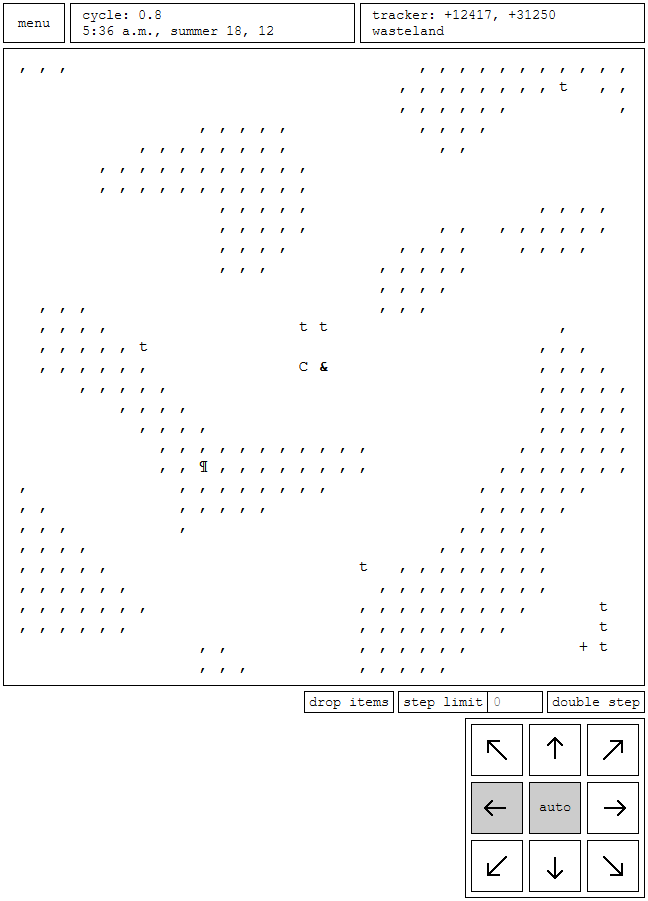 menu
cycle: 0.8
5:36 a.m., summer 18, 12
tracker: +12417, +31250
wasteland
, , , , , , , , , , , , , ,
, , , , , , , , t , ,
, , , , , , ,
, , , , , , , , ,
, , , , , , , , , ,
, , , , , , , , , , ,
, , , , , , , , , , ,
, , , , , , , , ,
, , , , , , , , , , , , ,
, , , , , , , , , , , ,
, , , , , , , ,
, , , ,
, , , , , ,
, , , , t t ,
, , , , , t , , ,
, , , , , , C & , , , ,
, , , , , , , , , ,
, , , , , , , , ,
, , , , , , , , ,
, , , , , , , , , , , , , , , , ,
, , ¶ , , , , , , , , , , , , , , ,
, , , , , , , , , , , , , , ,
, , , , , , , , , , , ,
, , , , , , , , ,
, , , , , , , , , ,
, , , , , t , , , , , , , ,
, , , , , , , , , , , , , , ,
, , , , , , , , , , , , , , , , t
, , , , , , , , , , , , , , t
, , , , , , , , + t
, , , , , , , ,
drop items
step limit 0
double step
auto